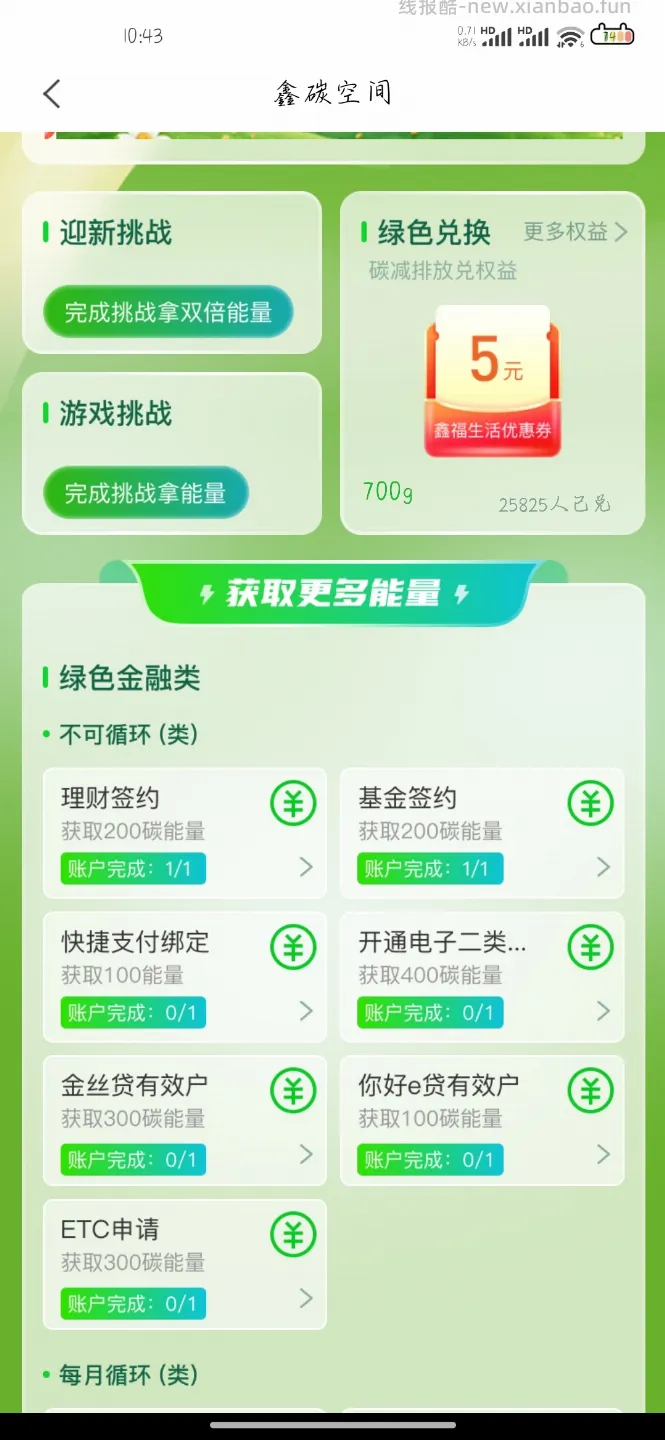 线报酷-new.xianbao.fun
10:43
0.71 KB/s HD HD 6 74
鑫碳空间
迎新挑战
完成挑战拿双倍能量
绿色兑换 更多权益
碳减排放兑权益
5元
鑫福生活优惠券
700g 25825人已兑
游戏挑战
完成挑战拿能量
获取更多能量
绿色金融类
不可循环 (类)
理财签约
获取200碳能量
账户完成：1/1
基金签约
获取200碳能量
账户完成：1/1
快捷支付绑定
获取100能量
账户完成：0/1
开通电子二类...
获取400碳能量
账户完成：0/1
金丝贷有效户
获取300碳能量
账户完成：0/1
你好e贷有效户
获取100碳能量
账户完成：0/1
ETC申请
获取300碳能量
账户完成：0/1
每月循环 (类)